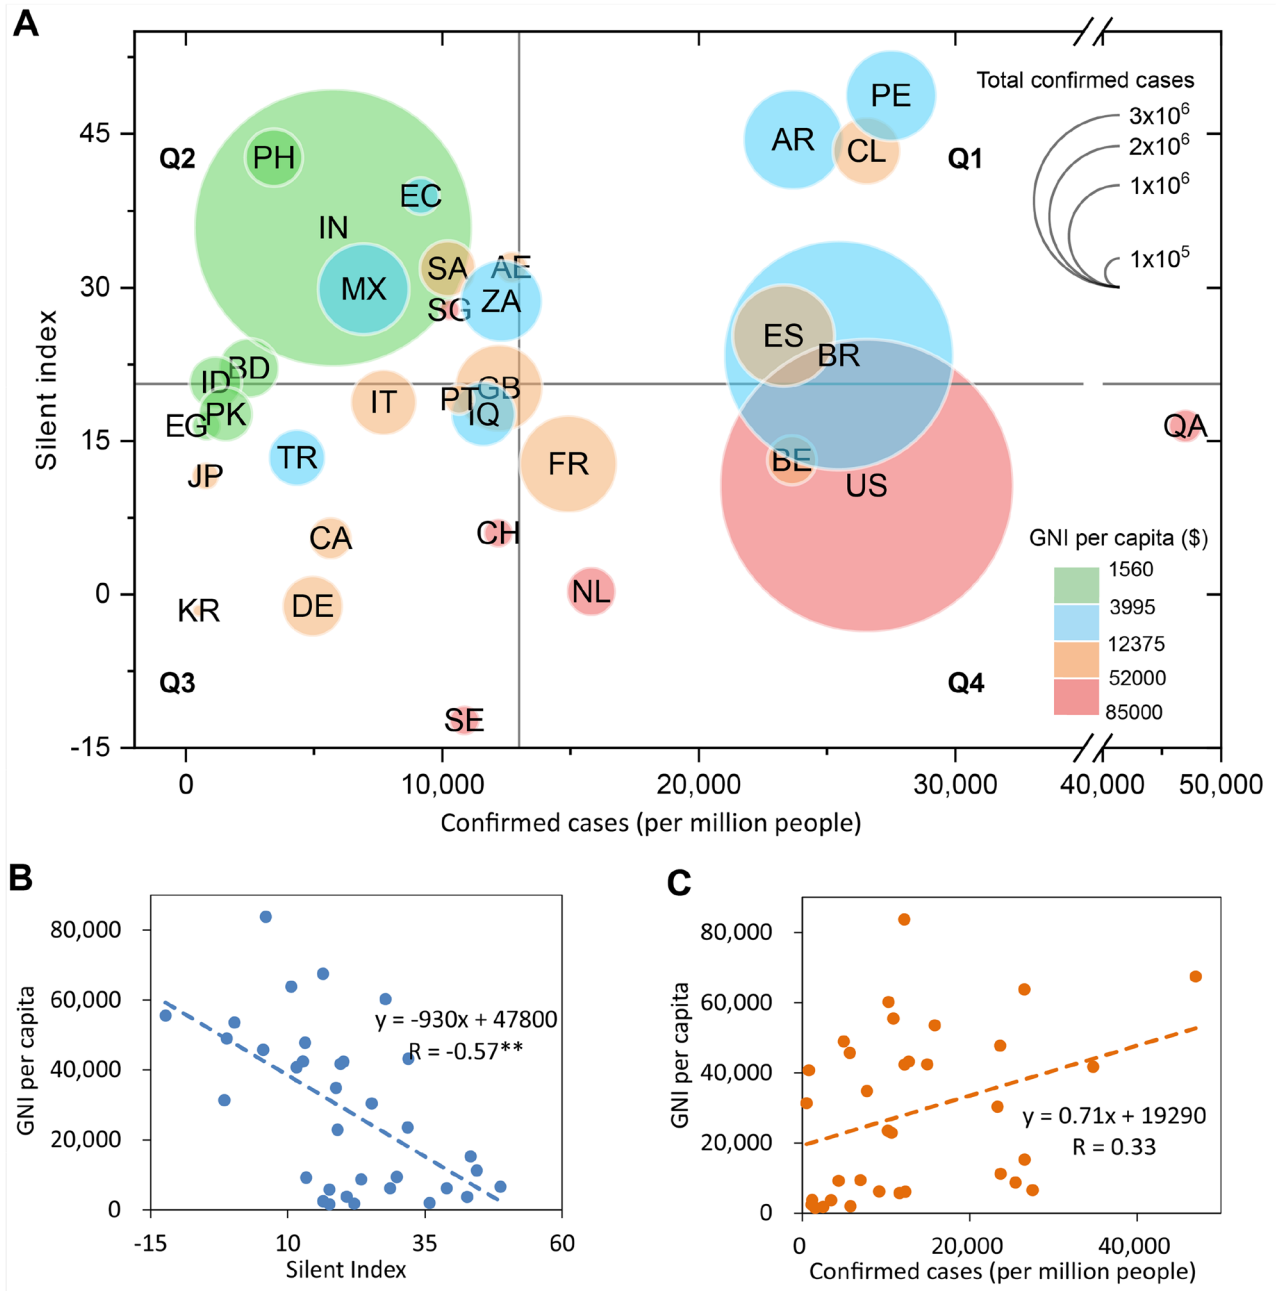 A
Total confirmed cases
3x10⁶
2x10⁶
1x10⁶
1x10⁵
Silent index
45
30
15
0
-15
Q2
Q1
Q3
Q4
PE
AR
CL
PH
EC
IN
MX
SA
AE
SG
ZA
ES
BR
BD
ID
PK
EG
IT
PT
GB
IQ
QA
TR
JP
FR
BE
US
CA
CH
KR
DE
NL
SE
GNI per capita ($)
1560
3995
12375
52000
85000
0
10,000
20,000
30,000
40,000
50,000
Confirmed cases (per million people)
B
GNI per capita
80,000
60,000
40,000
20,000
0
y = -930x + 47800
R = -0.57**
-15
10
35
60
Silent Index
C
GNI per capita
80,000
60,000
40,000
20,000
0
y = 0.71x + 19290
R = 0.33
0
20,000
40,000
Confirmed cases (per million people)